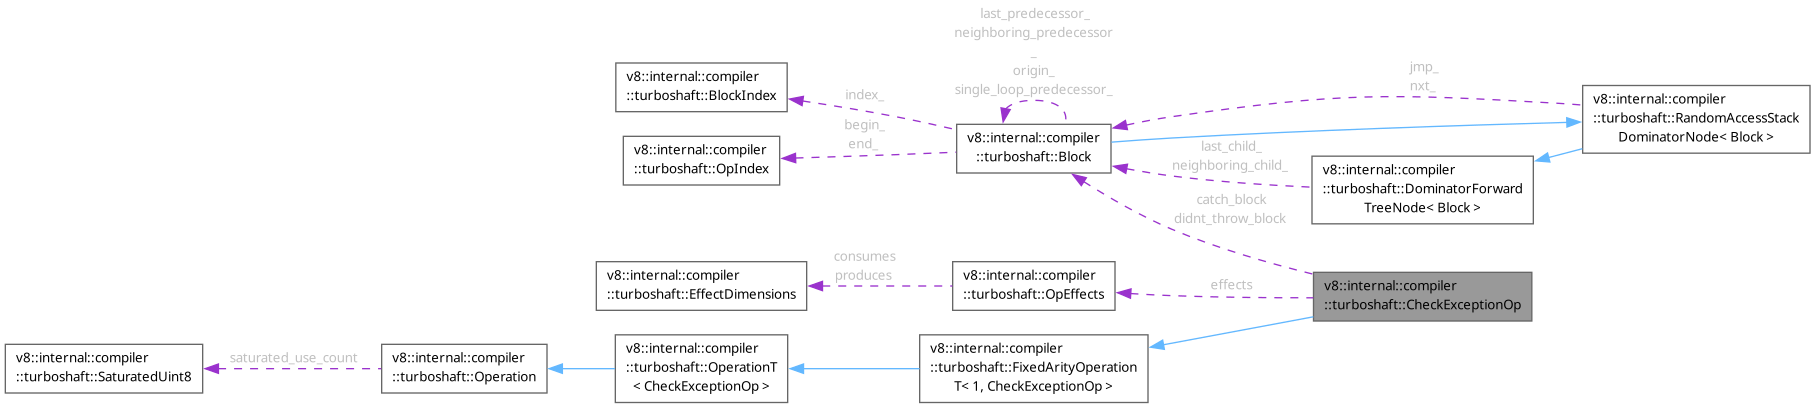 last_predecessor_
neighboring_predecessor
_
origin_
single_loop_predecessor_
v8::internal::compiler
::turboshaft::BlockIndex
index_
begin_
end_
v8::internal::compiler
::turboshaft::OpIndex
v8::internal::compiler
::turboshaft::Block
jmp_
nxt_
v8::internal::compiler
::turboshaft::RandomAccessStack
DominatorNode< Block >
last_child_
neighboring_child_
v8::internal::compiler
::turboshaft::DominatorForward
TreeNode< Block >
catch_block
didnt_throw_block
v8::internal::compiler
::turboshaft::EffectDimensions
consumes
produces
v8::internal::compiler
::turboshaft::OpEffects
effects
v8::internal::compiler
::turboshaft::CheckExceptionOp
v8::internal::compiler
::turboshaft::SaturatedUint8
saturated_use_count
v8::internal::compiler
::turboshaft::Operation
v8::internal::compiler
::turboshaft::OperationT
< CheckExceptionOp >
v8::internal::compiler
::turboshaft::FixedArityOperation
T< 1, CheckExceptionOp >